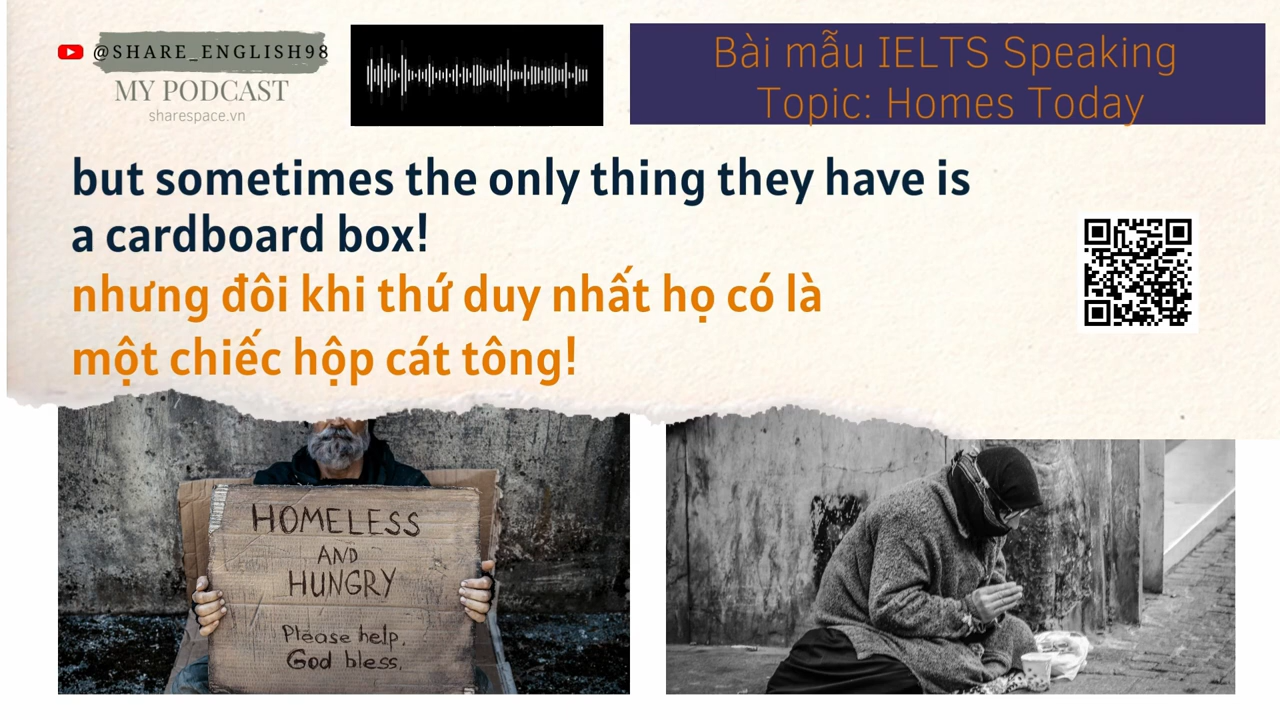 @SHARE_ENGLISH98
MY PODCAST
sharespace.vn
Bài mẫu IELTS Speaking
Topic: Homes Today
but sometimes the only thing they have is
a cardboard box!
nhưng đôi khi thứ duy nhất họ có là
một chiếc hộp cát tông!
HOMELESS
AND
HUNGRY
Please help.
God bless,